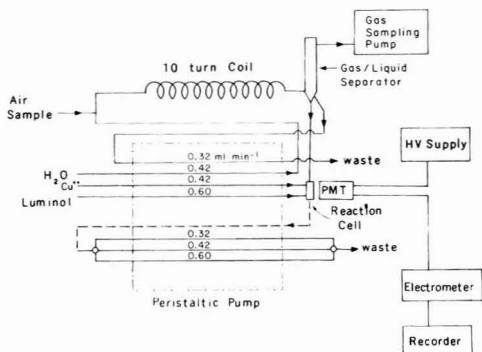 Gas
Sampling
Pump
10 turn Coil
Gas/Liquid
Separator
Air
Sample
HV Supply
0.32 ml min⁻¹
waste
H₂O
0.42
Cu⁺⁺
0.42
PMT
Luminol
0.60
Reaction
Cell
0.32
0.42
waste
0.60
Peristaltic Pump
Electrometer
Recorder